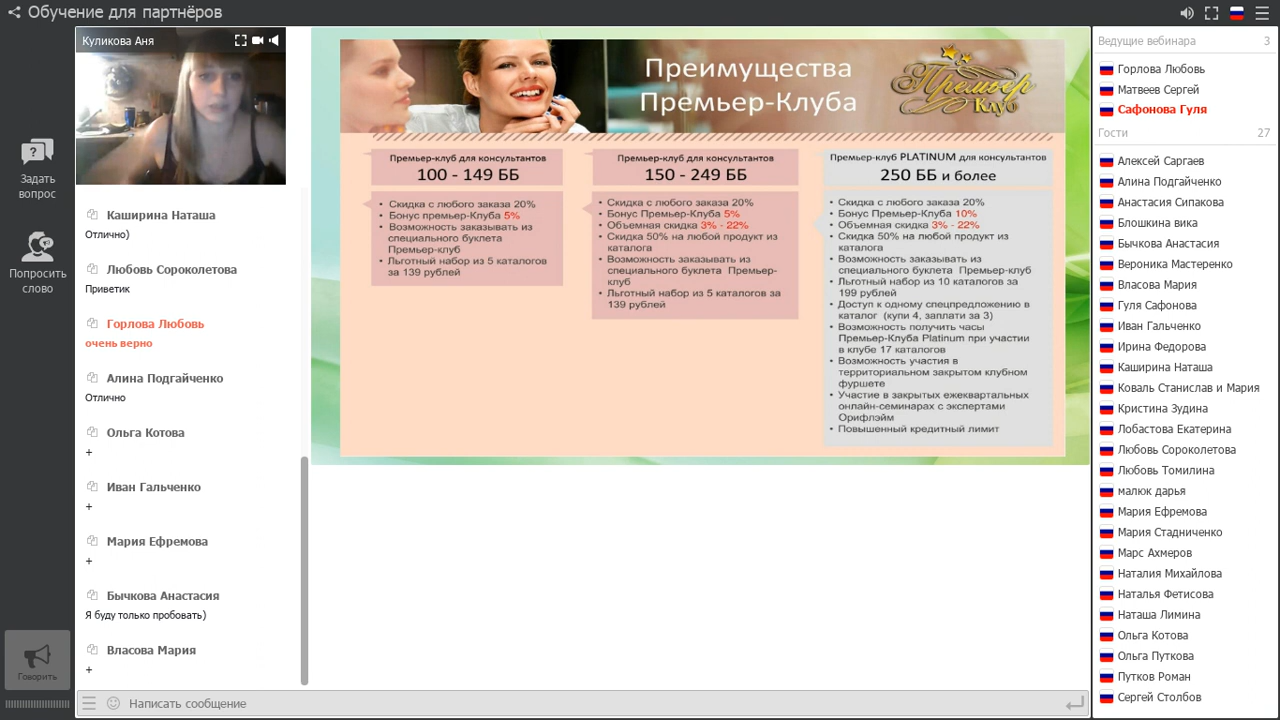 Обучение для партнёров
Задать
вопрос
Попросить
слово
Говорить
Куликова Аня
Каширина Наташа
Отлично)
Любовь Сороколетова
Приветик
Горлова Любовь
очень верно
Алина Подгайченко
Отлично
Ольга Котова
+
Иван Гальченко
+
Мария Ефремова
+
Бычкова Анастасия
Я буду только пробовать)
Власова Мария
+
Написать сообщение
Преимущества
Премьер-Клуба
Премьер
Клуб
Премьер-клуб для консультантов
100 - 149 ББ
• Скидка с любого заказа 20%
• Бонус премьер-Клуба 5%
• Возможность заказывать из
специального буклета
Премьер-клуб
• Льготный набор из 5 каталогов
за 139 рублей
Премьер-клуб для консультантов
150 - 249 ББ
• Скидка с любого заказа 20%
• Бонус Премьер-Клуба 5%
• Объемная скидка 3% - 22%
• Скидка 50% на любой продукт из
каталога
• Возможность заказывать из
специального буклета Премьер-
клуб
• Льготный набор из 5 каталогов за
139 рублей
Премьер-клуб PLATINUM для консультантов
250 ББ и более
• Скидка с любого заказа 20%
• Бонус Премьер-Клуба 10%
• Объемная скидка 3% - 22%
• Скидка 50% на любой продукт из
каталога
• Возможность заказывать из
специального буклета Премьер-клуб
• Льготный набор из 10 каталогов за
199 рублей
• Доступ к одному спецпредложению в
каталог (купи 4, заплати за 3)
• Возможность получить часы
Премьер-Клуба Platinum при участии
в клубе 17 каталогов
• Возможность участия в
территориальном закрытом клубном
фуршете
• Участие в закрытых ежеквартальных
онлайн-семинарах с экспертами
Орифлэйм
• Повышенный кредитный лимит
Ведущие вебинара 3
Горлова Любовь
Матвеев Сергей
Сафонова Гуля
Гости 27
Алексей Саргаев
Алина Подгайченко
Анастасия Сипакова
Блошкина вика
Бычкова Анастасия
Вероника Мастеренко
Власова Мария
Гуля Сафонова
Иван Гальченко
Ирина Федорова
Каширина Наташа
Коваль Станислав и Мария
Кристина Зудина
Лобастова Екатерина
Любовь Сороколетова
Любовь Томилина
малюк дарья
Мария Ефремова
Мария Стадниченко
Марс Ахмеров
Наталия Михайлова
Наталья Фетисова
Наташа Лимина
Ольга Котова
Ольга Путкова
Путков Роман
Сергей Столбов